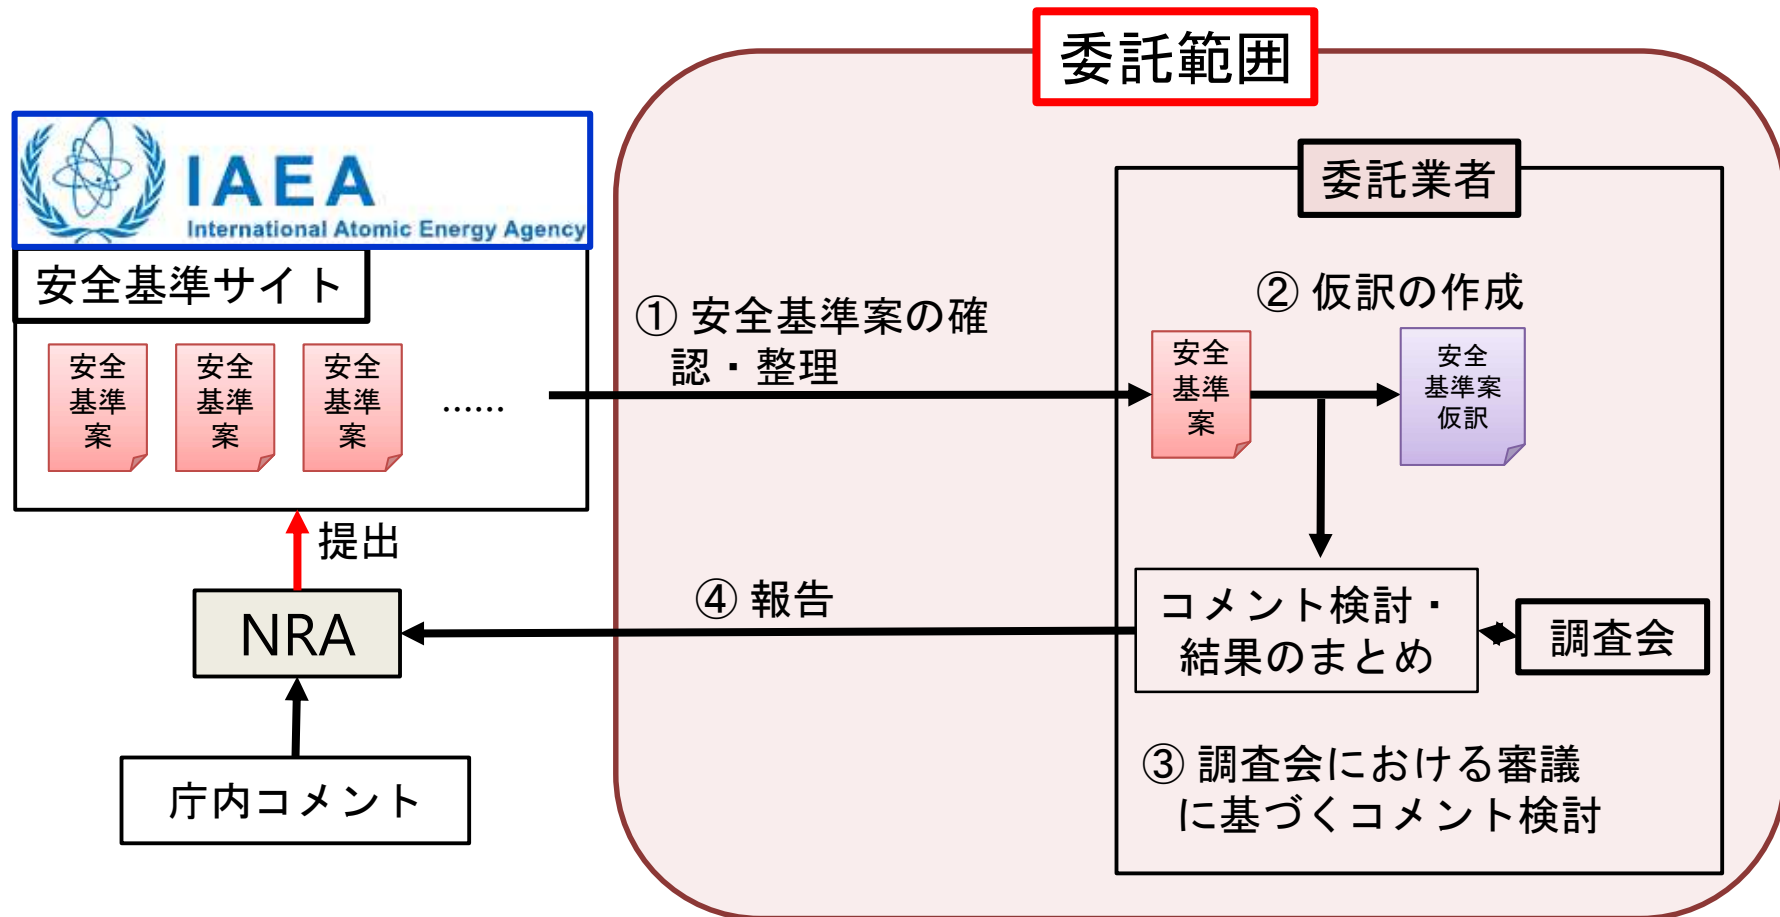 委託範囲
IAEA
International Atomic Energy Agency
安全基準サイト
安全
基準
案
安全
基準
案
安全
基準
案
……
① 安全基準案の確
認・整理
委託業者
② 仮訳の作成
安全
基準
案
安全
基準案
仮訳
提出
NRA
庁内コメント
④ 報告
コメント検討・
結果のまとめ
調査会
③ 調査会における審議
に基づくコメント検討